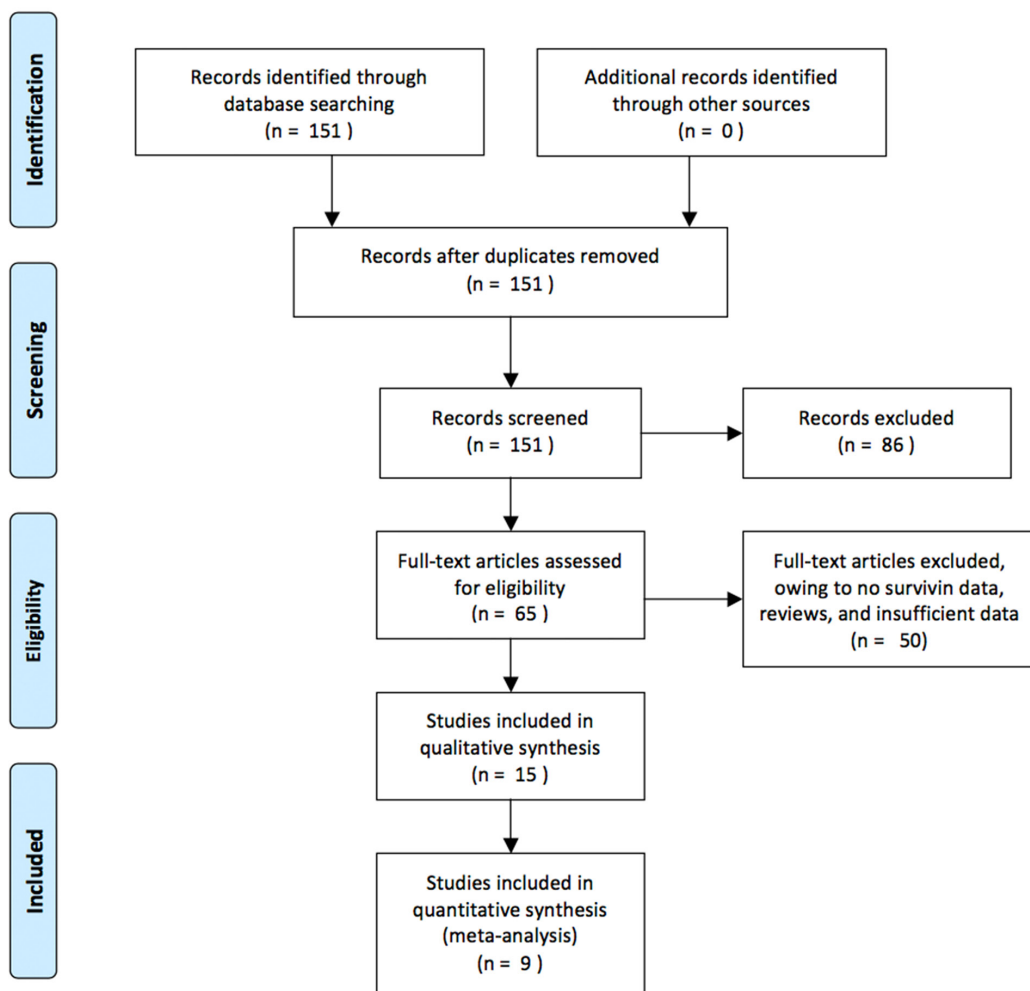 Identification
Records identified through
database searching
(n = 151 )
Additional records identified
through other sources
(n = 0 )
Records after duplicates removed
(n = 151 )
Screening
Records screened
(n = 151 )
Records excluded
(n = 86 )
Eligibility
Full-text articles assessed
for eligibility
(n = 65 )
Full-text articles excluded,
owing to no survivin data,
reviews, and insufficient data
(n = 50)
Studies included in
qualitative synthesis
(n = 15 )
Included
Studies included in
quantitative synthesis
(meta-analysis)
(n = 9 )